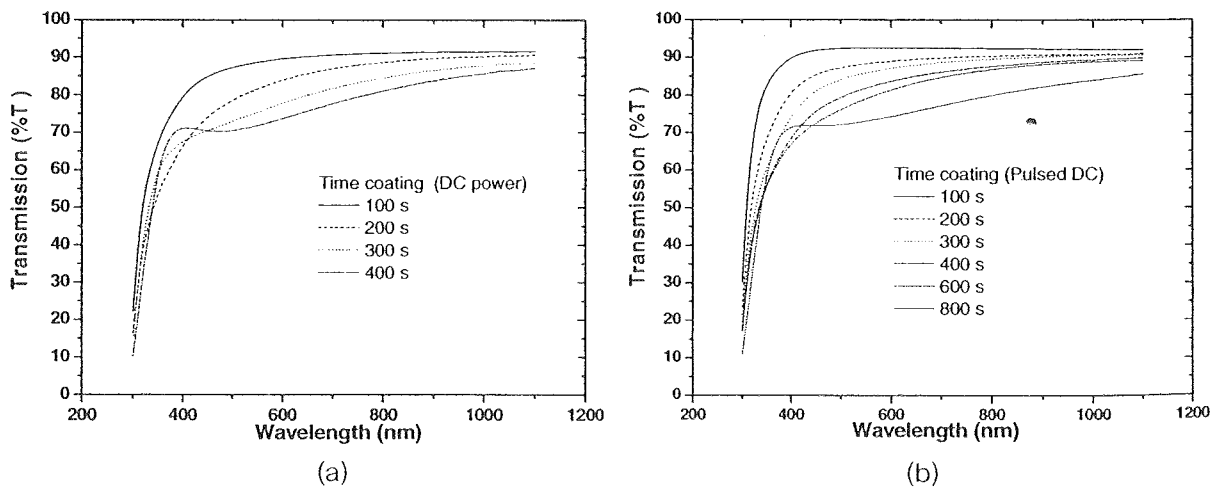 Transmission (%T)
100
90
80
70
60
50
40
30
20
10
0
Time coating (DC power)
100 s
200 s
300 s
400 s
200 400 600 800 1000 1200
Wavelength (nm)
(a)
Transmission (%T)
100
90
80
70
60
50
40
30
20
10
0
Time coating (Pulsed DC)
100 s
200 s
300 s
400 s
600 s
800 s
200 400 600 800 1000 1200
Wavelength (nm)
(b)